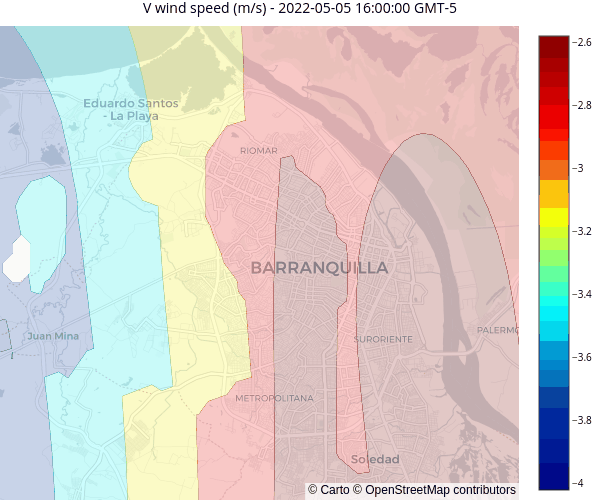 V wind speed (m/s) - 2022-05-05 16:00:00 GMT-5
−2.6
−2.8
−3
−3.2
−3.4
−3.6
−3.8
−4
Eduardo Santos
- La Playa
RIOMAR
BARRANQUILLA
Juan Mina
SURORIENTE
PALERMO
METROPOLITANA
Soledad
© Carto © OpenStreetMap contributors